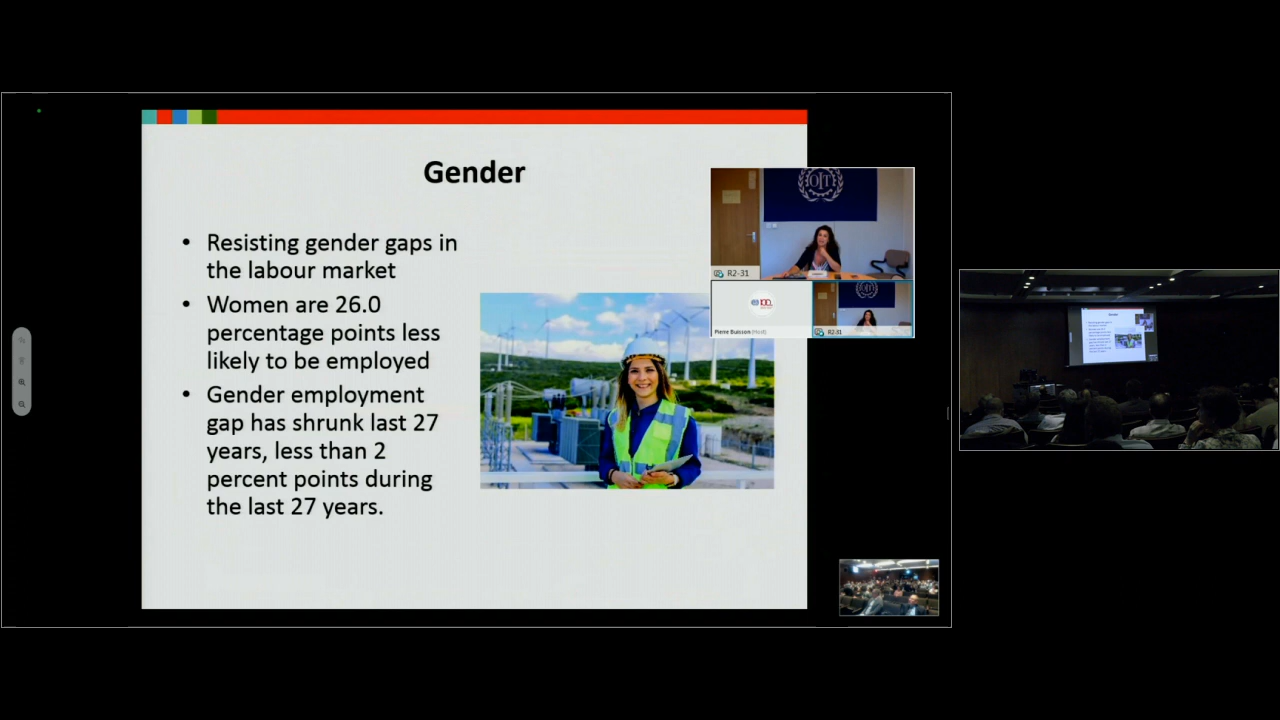 Gender
• Resisting gender gaps in
the labour market
• Women are 26.0
percentage points less
likely to be employed
• Gender employment
gap has shrunk last 27
years, less than 2
percent points during
the last 27 years.
OIT
R2-31
100
Pierre Buisson (Host)
R2-31